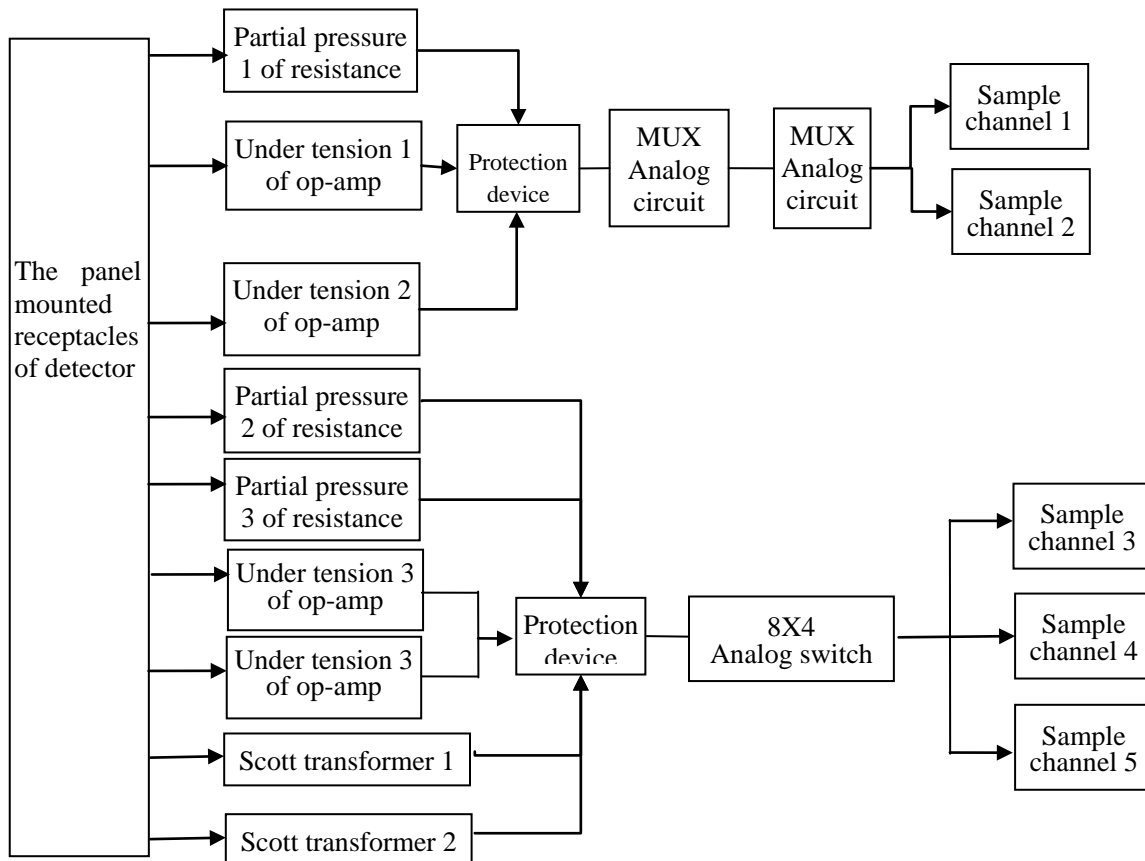 The panel
mounted
receptacles
of detector
Partial pressure
1 of resistance
Under tension 1
of op-amp
Under tension 2
of op-amp
Partial pressure
2 of resistance
Partial pressure
3 of resistance
Under tension 3
of op-amp
Under tension 3
of op-amp
Scott transformer 1
Scott transformer 2
Protection
device
MUX
Analog
circuit
MUX
Analog
circuit
Sample
channel 1
Sample
channel 2
Protection
device
8X4
Analog switch
Sample
channel 3
Sample
channel 4
Sample
channel 5